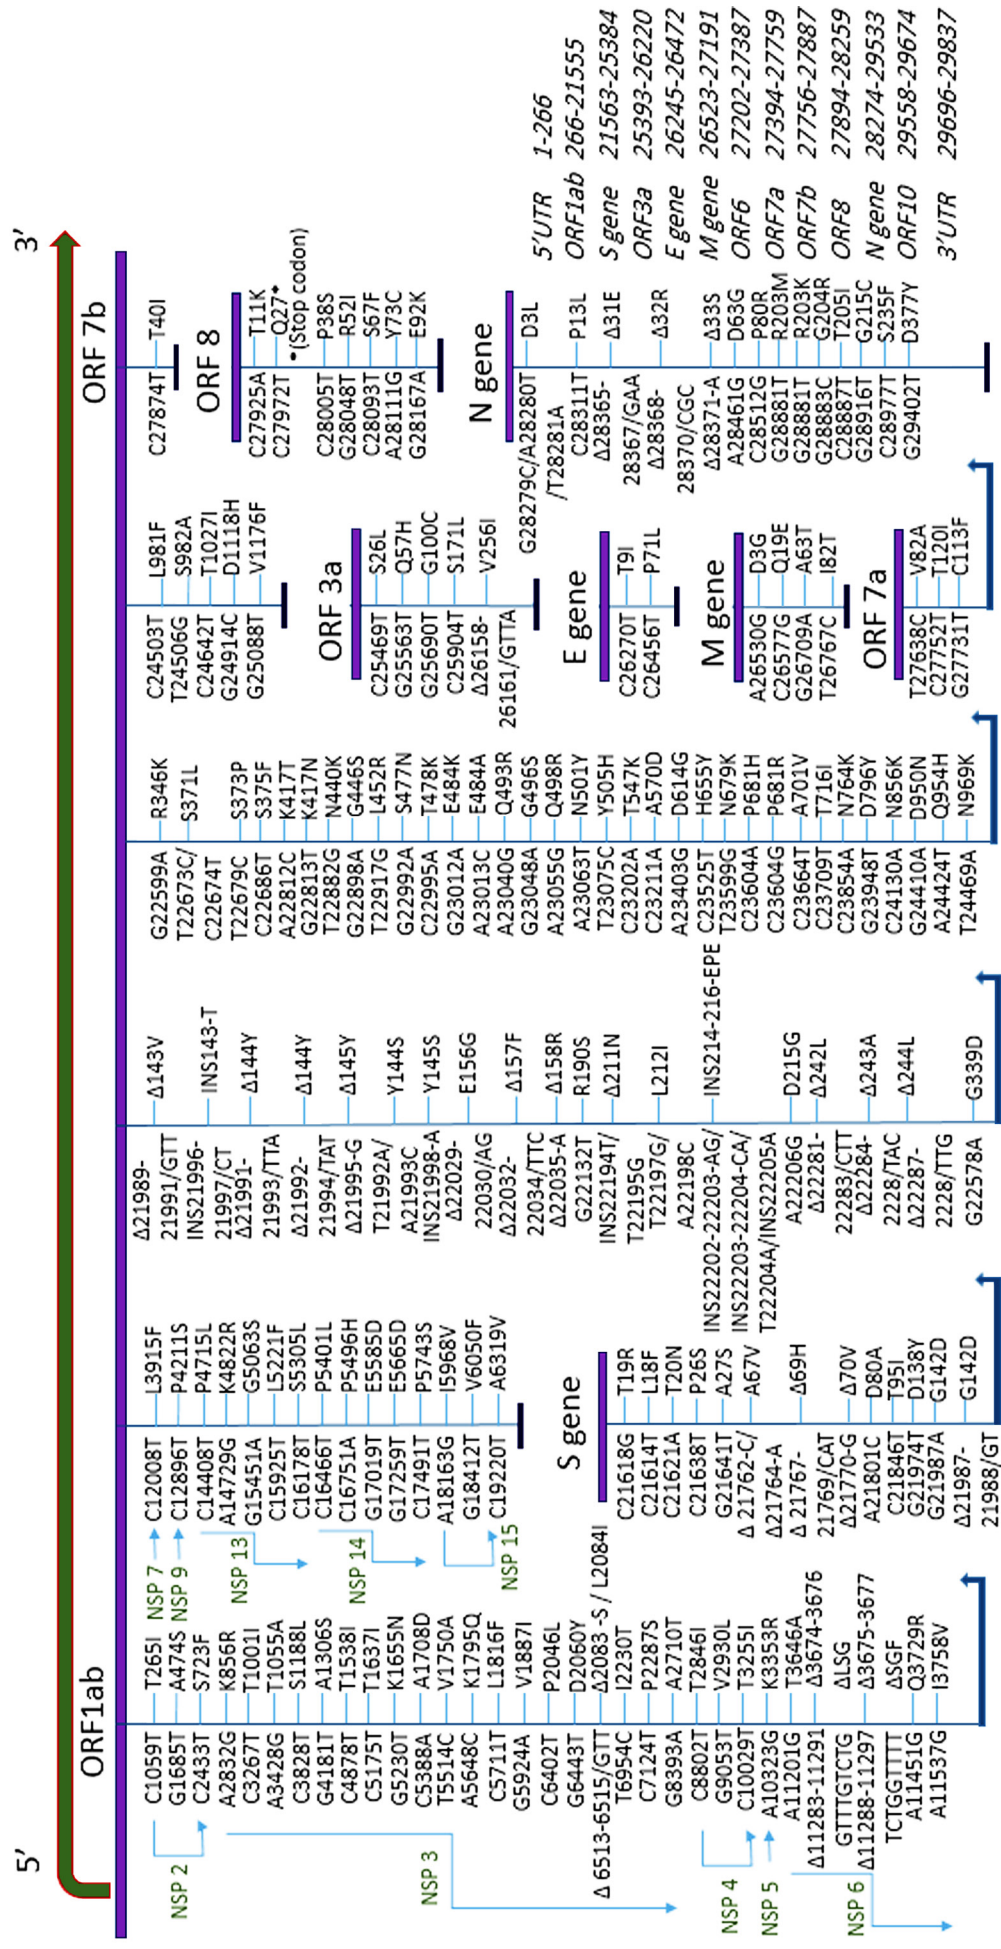 5’
3’
ORF1ab
C1059T T265I
G1685T A474S
C2433T S723F
A2832G K856R
C3267T T1001I
A3428G T1055A
C3828T S1188L
G4181T A1306S
C4878T T1538I
C5175T T1637I
G5230T K1655N
C5388A A1708D
T5514C V1750A
A5648C K1795Q
C5711T L1816F
G5924A V1887I
C6402T P2046L
G6443T D2060Y
Δ 6513-6515/GTT Δ2083 -S / L2084I
T6954C I2230T
C7124T P2287S
G8393A A2710T
C8802T T2846I
G9053T V2930L
C10029T T3255I
A10323G K3353R
A11201G T3646A
Δ11283-11291 Δ3674-3676
GTTTGTCTG ΔLSG
Δ11288-11297 Δ3675-3677
TCTGGTTTT ΔSGF
A11451G Q3729R
A11537G I3758V
NSP 2
NSP 3
NSP 4
NSP 5
NSP 6
NSP 7
NSP 9
NSP 13
NSP 14
NSP 15
C12008T L3915F
C12896T P4211S
C14408T P4715L
A14729G K4822R
G15451A G5063S
C15925T L5221F
C16178T S5305L
C16466T P5401L
C16751A P5496H
G17019T E5585D
G17259T E5665D
C17491T P5743S
A18163G I5968V
G18412T V6050F
C19220T A6319V
S gene
C21618G T19R
C21614T L18F
C21621A T20N
C21638T P26S
G21641T A27S
Δ 21762-C/ A67V
Δ21764-A
Δ 21767- Δ69H
21769/CAT
Δ21770-G Δ70V
A21801C D80A
C21846T T95I
G21974T D138Y
G21987A G142D
Δ21987- G142D
21988/GT
Δ21989- Δ143V
21991/GTT
INS21996- INS143-T
21997/CT
Δ21991- Δ144Y
21993/TTA
Δ21992- Δ144Y
21994/TAT
Δ21995-G Δ145Y
T21992A/ Y144S
A21993C
INS21998-A Y145S
Δ22029- E156G
22030/AG
Δ22032- Δ157F
22034/TTC
Δ22035-A Δ158R
G22132T R190S
INS22194T/ Δ211N
T22195G
T22197G/ L212I
A22198C
INS22202-22203-AG/ INS214-216-EPE
INS22203-22204-CA/
T22204A/INS22205A
A22206G D215G
Δ22281- Δ242L
22283/CTT
Δ22284- Δ243A
2228/TAC
Δ22287- Δ244L
2228/TTG
G22578A G339D
G22599A R346K
T22673C/ S371L
C22674T
T22679C S373P
C22686T S375F
A22812C K417T
G22813T K417N
T22882G N440K
G22898A G446S
T22917G L452R
G22992A S477N
C22995A T478K
G23012A E484K
A23013C E484A
A23040G Q493R
G23048A G496S
A23055G Q498R
A23063T N501Y
T23075C Y505H
C23202A T547K
C23211A A570D
A23403G D614G
C23525T H655Y
T23599G N679K
C23604A P681H
C23604G P681R
C23664T A701V
C23709T T716I
C23854A N764K
G23948T D796Y
C24130A N856K
G24410A D950N
A24424T Q954H
T24469A N969K
C24503T L981F
T24506G S982A
C24642T T1027I
G24914C D1118H
G25088T V1176F
ORF 3a
C25469T S26L
G25563T Q57H
G25690T G100C
C25904T S171L
Δ26158- V256I
26161/GTTA
E gene
C26270T T9I
C26456T P71L
M gene
A26530G D3G
C26577G Q19E
G26709A A63T
T26767C I82T
ORF 7a
T27638C V82A
C27752T T120I
G27731T C113F
ORF 7b
C27874T T40I
ORF 8
C27925A T11K
C27972T Q27*
*(Stop codon)
C28005T P38S
G28048T R52I
C28093T S67F
A28111G Y73C
G28167A E92K
N gene
G28279C/A28280T D3L
/T28281A
C28311T P13L
Δ28365- Δ31E
28367/GAA
Δ28368- Δ32R
28370/CGC
Δ28371-A Δ33S
A28461G D63G
C28512G P80R
G28881T R203M
G28881T R203K
G28883C G204R
C28887T T205I
G28916T G215C
C28977T S235F
G29402T D377Y
5’UTR 1-266
ORF1ab 266-21555
S gene 21563-25384
ORF3a 25393-26220
E gene 26245-26472
M gene 26523-27191
ORF6 27202-27387
ORF7a 27394-27759
ORF7b 27756-27887
ORF8 27894-28259
N gene 28274-29533
ORF10 29558-29674
3’UTR 29696-29837